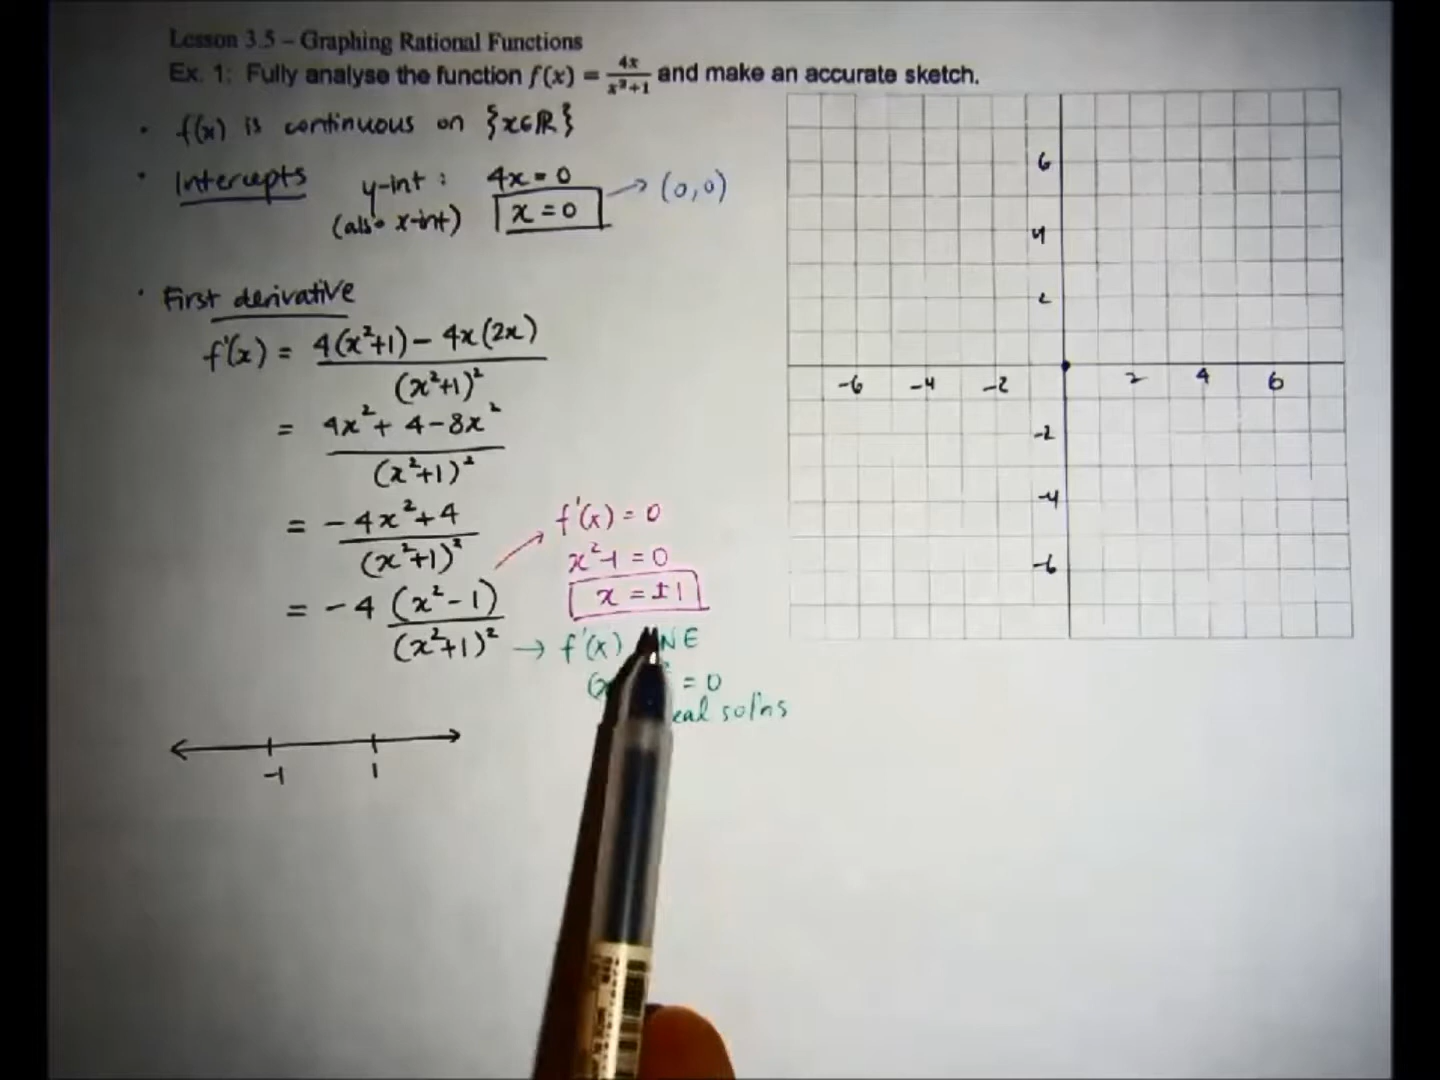 Lesson 3.5 – Graphing Rational Functions
Ex. 1: Fully analyse the function f(x) = 4x/(x²+1) and make an accurate sketch.
• f(x) is continuous on {x∈ℝ}
• Intercepts y-int: 4x = 0 → (0,0)
(also x-int) x = 0
• First derivative
f'(x) = (4(x²+1) – 4x(2x))/(x²+1)²
= (4x² + 4 – 8x²)/(x²+1)²
= (–4x² + 4)/(x²+1)²
= –4 (x² – 1)/(x²+1)²
f'(x) = 0
x²-1 = 0
x = ±1
→ f'(x) NE
= 0
soln's
-1 1
6
4
2
-6 -4 -2 2 4 6
-2
-4
-6